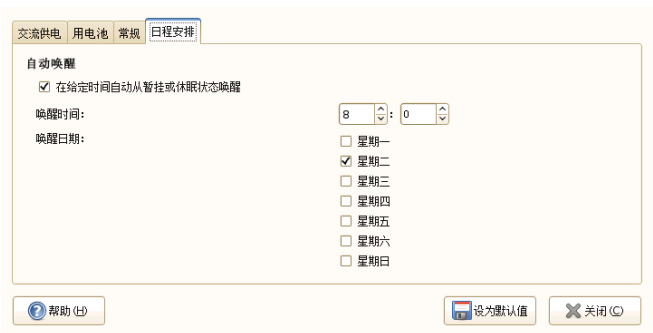 交流供电 用电池 常规 日程安排
自动唤醒
在给定时间自动从暂挂或休眠状态唤醒
唤醒时间: 8 : 0
唤醒日期: 星期一
星期二
星期三
星期四
星期五
星期六
星期日
帮助(H) 设为默认值 关闭(C)